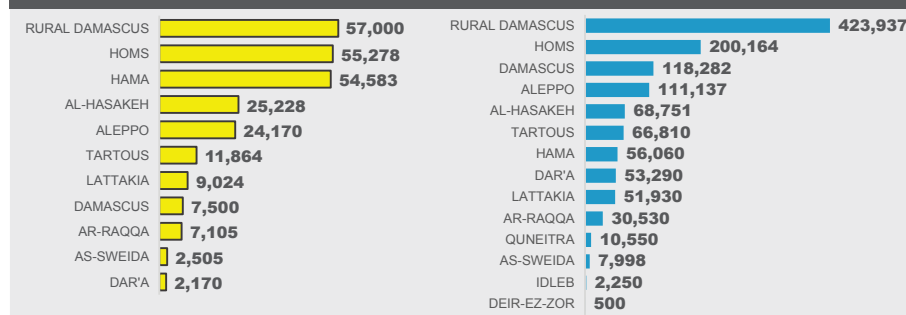 RURAL DAMASCUS 57,000
HOMS 55,278
HAMA 54,583
AL-HASAKEH 25,228
ALEPPO 24,170
TARTOUS 11,864
LATTAKIA 9,024
DAMASCUS 7,500
AR-RAQQA 7,105
AS-SWEIDA 2,505
DAR'A 2,170
RURAL DAMASCUS 423,937
HOMS 200,164
DAMASCUS 118,282
ALEPPO 111,137
AL-HASAKEH 68,751
TARTOUS 66,810
HAMA 56,060
DAR'A 53,290
LATTAKIA 51,930
AR-RAQQA 30,530
QUNEITRA 10,550
AS-SWEIDA 7,998
IDLEB 2,250
DEIR-EZ-ZOR 500